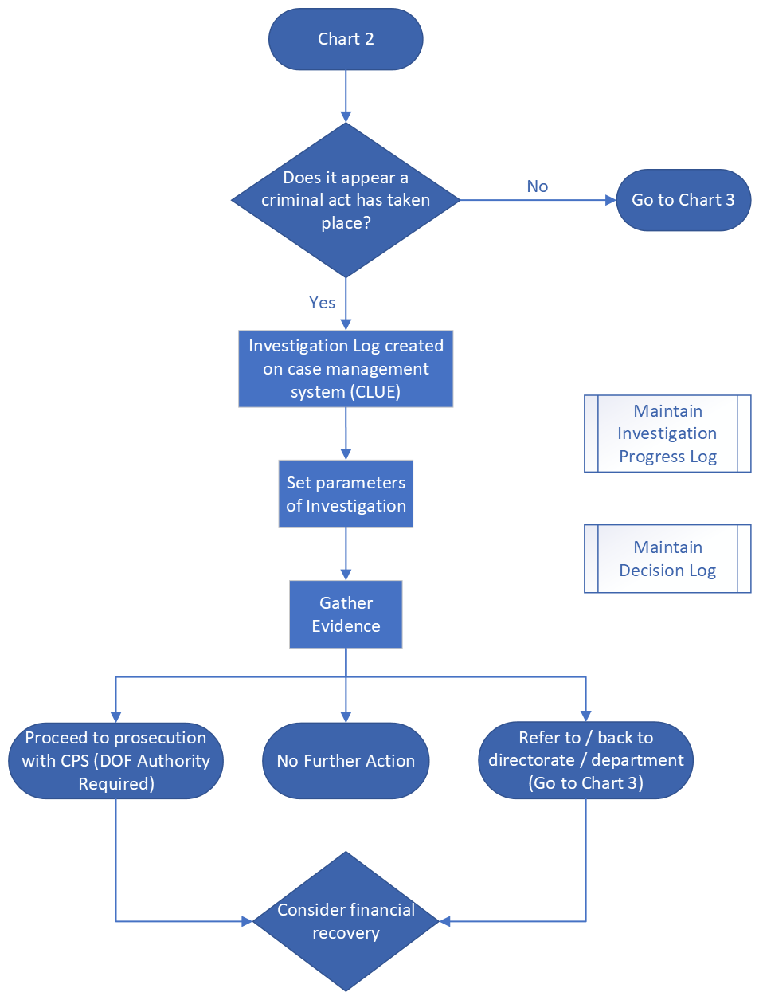 Chart 2
Does it appear a
criminal act has taken
place?
No
Go to Chart 3
Yes
Investigation Log created
on case management
system (CLUE)
Maintain
Investigation
Progress Log
Set parameters
of Investigation
Maintain
Decision Log
Gather
Evidence
Proceed to prosecution
with CPS (DOF Authority
Required)
No Further Action
Refer to / back to
directorate / department
(Go to Chart 3)
Consider financial
recovery